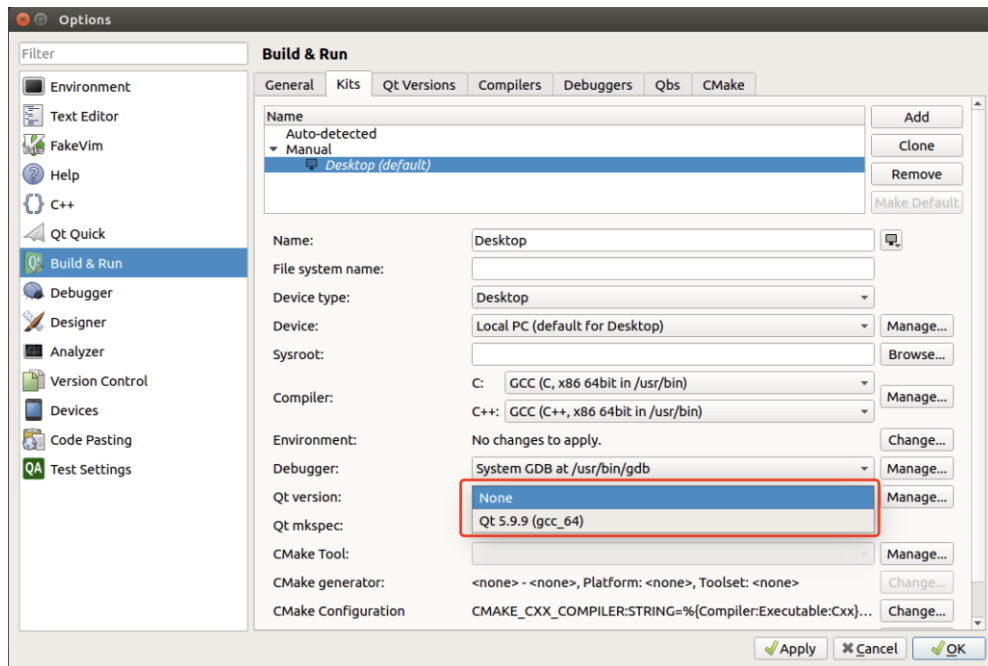 Options
Filter
Build & Run
Environment
Text Editor
FakeVim
Help
C++
Qt Quick
Build & Run
Debugger
Designer
Analyzer
Version Control
Devices
Code Pasting
QA Test Settings
General Kits Qt Versions Compilers Debuggers Qbs CMake
Name
Auto-detected
Manual
Desktop (default)
Add
Clone
Remove
Make Default
Name: Desktop
File system name:
Device type: Desktop
Device: Local PC (default for Desktop) Manage...
Sysroot: Browse...
Compiler: C: GCC (C, x86 64bit in /usr/bin) Manage...
C++: GCC (C++, x86 64bit in /usr/bin)
Environment: No changes to apply. Change...
Debugger: System GDB at /usr/bin/gdb Manage...
Qt version: None Manage...
Qt 5.9.9 (gcc_64)
Qt mkspec:
CMake Tool: Manage...
CMake generator: <none> - <none>, Platform: <none>, Toolset: <none> Change...
CMake Configuration CMAKE_CXX_COMPILER:STRING=%{Compiler:Executable:Cxx}... Change...
Apply Cancel OK